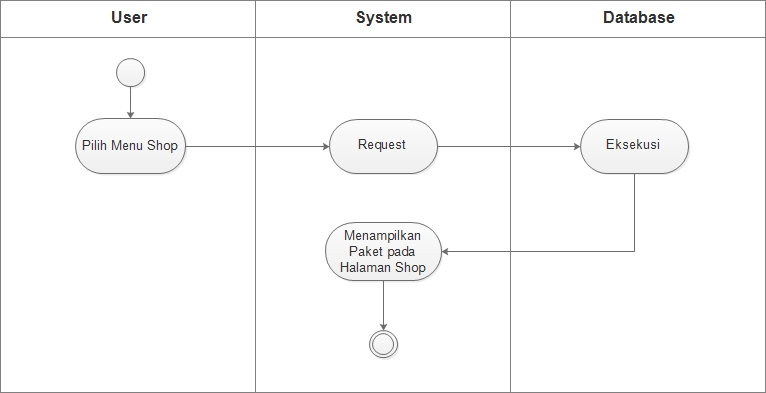 User
System
Database
Pilih Menu Shop
Request
Eksekusi
Menampilkan
Paket pada
Halaman Shop